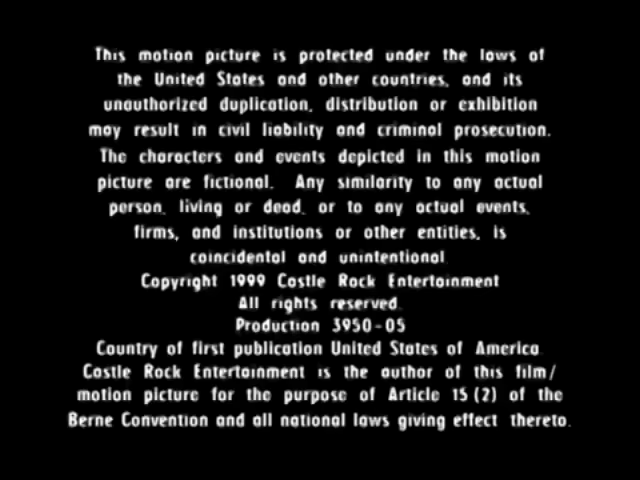 This motion picture is protected under the laws of
the United States and other countries, and its
unauthorized duplication, distribution or exhibition
may result in civil liability and criminal prosecution.
The characters and events depicted in this motion
picture are fictional. Any similarity to any actual
person, living or dead, or to any actual events,
firms, and institutions or other entities, is
coincidental and unintentional
Copyright 1999 Castle Rock Entertainment
All rights reserved.
Production 3950-05
Country of first publication United States of America
Castle Rock Entertainment is the author of this film/
motion picture for the purpose of Article 15(2) of the
Berne Convention and all national laws giving effect thereto.